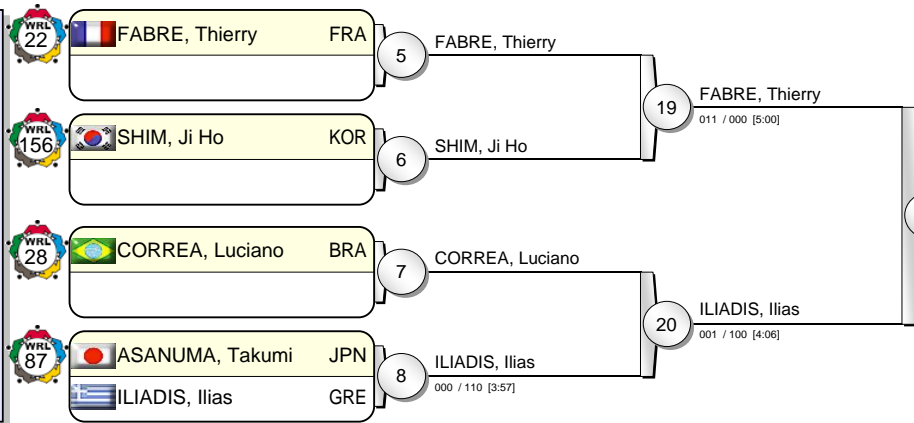 WRL
22
FABRE, Thierry FRA
5
FABRE, Thierry
19
FABRE, Thierry
011 / 000 [5:00]
WRL
156
SHIM, Ji Ho KOR
6
SHIM, Ji Ho
WRL
28
CORREA, Luciano BRA
7
CORREA, Luciano
20
ILIADIS, Ilias
001 / 100 [4:06]
WRL
87
ASANUMA, Takumi JPN
ILIADIS, Ilias GRE
8
ILIADIS, Ilias
000 / 110 [3:57]